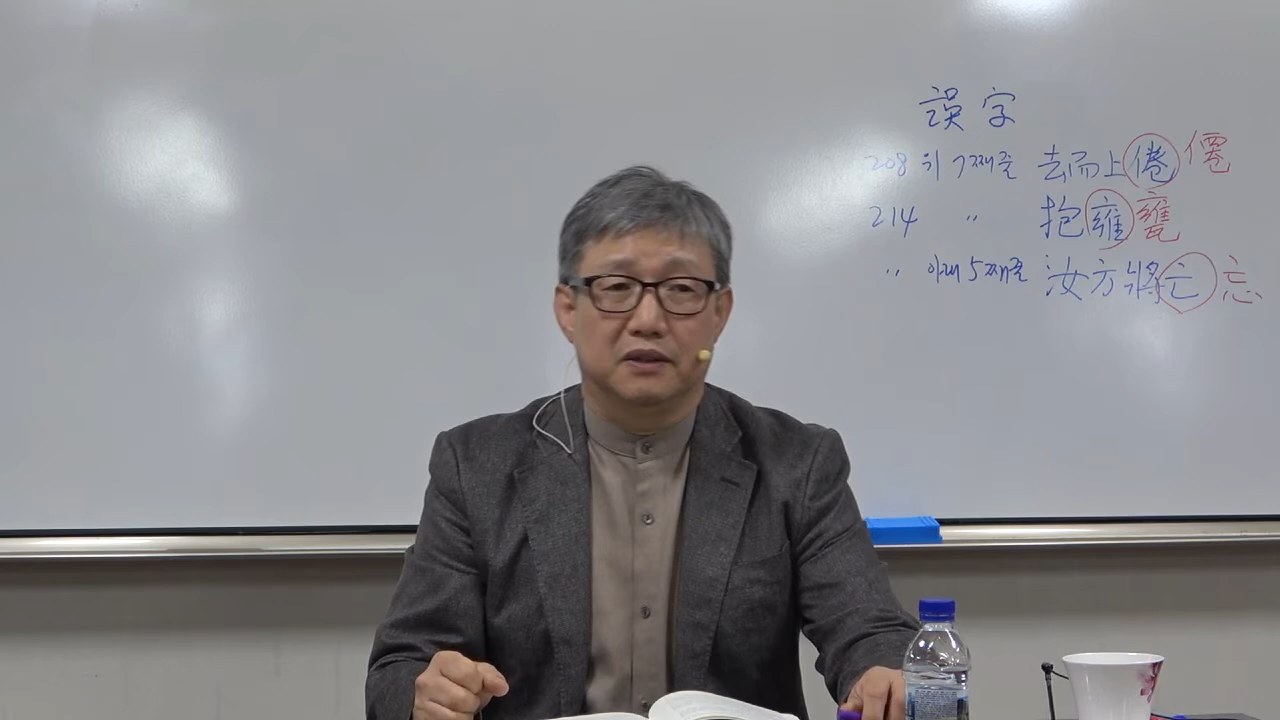 誤字
208 위 7째줄 去而上倦 僊
214 〃 抱雍 甕
〃 아래 5째줄 汝方將亡 忘